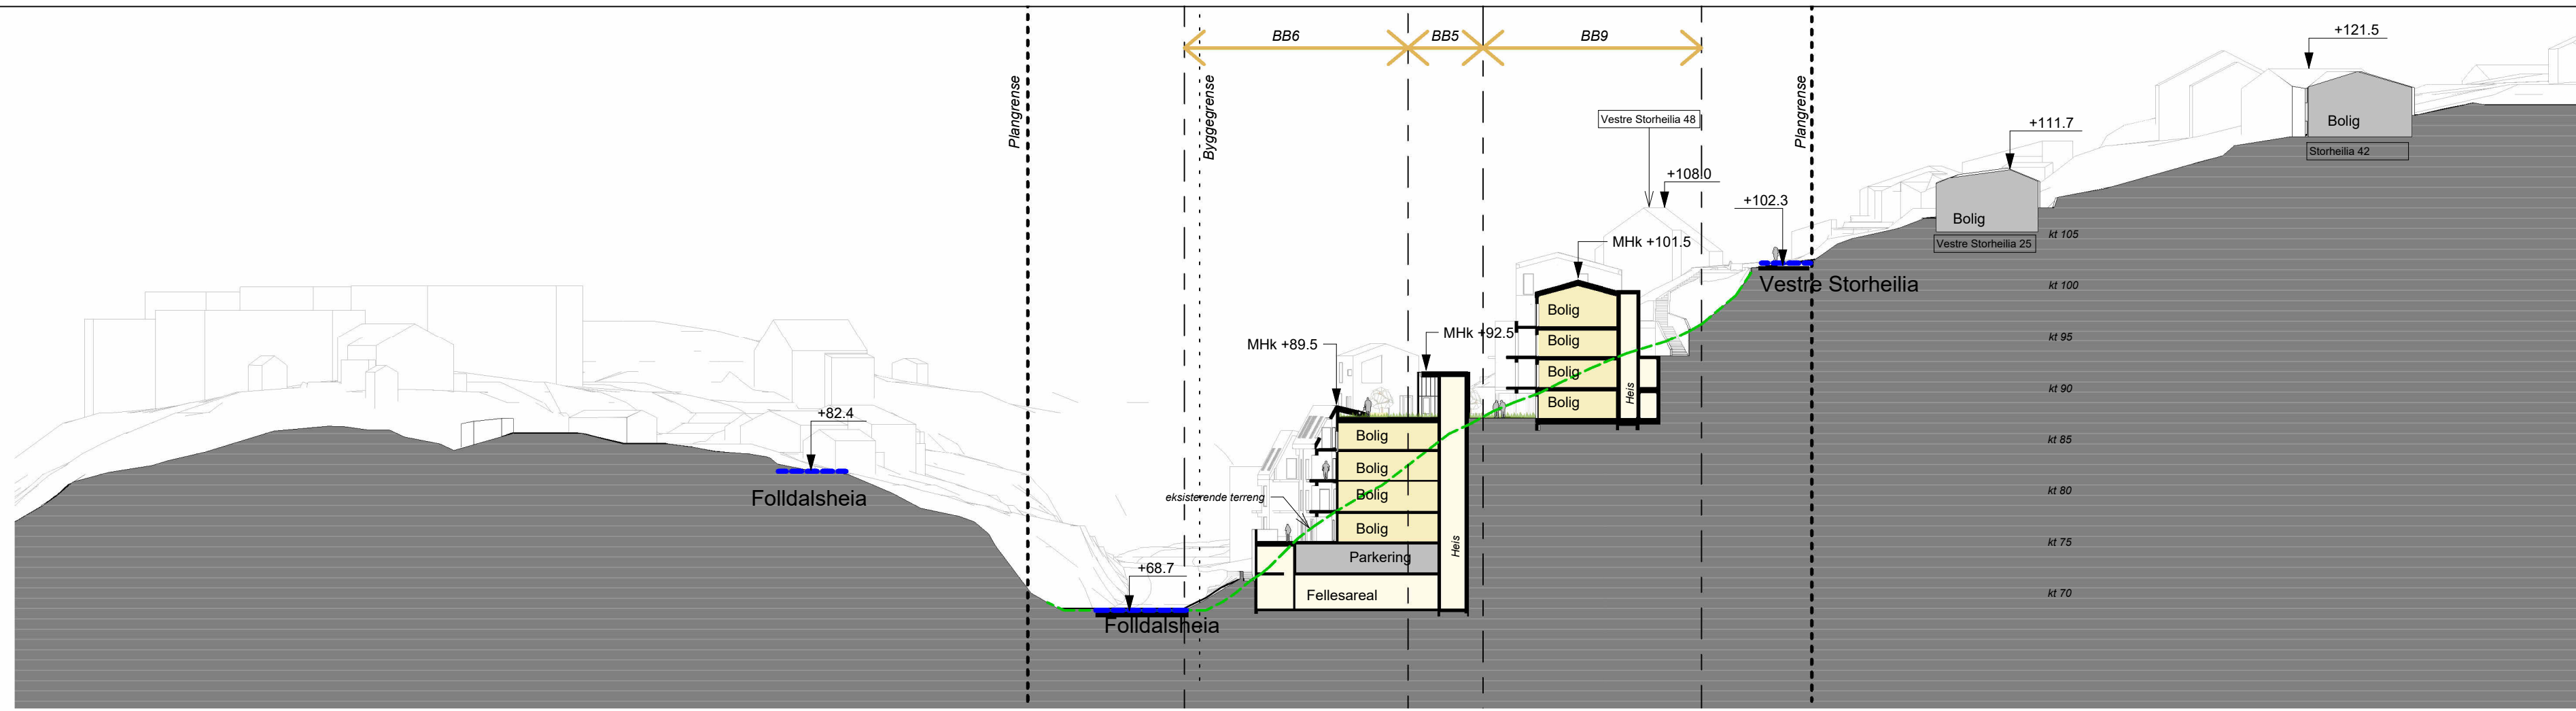 BB6
BB5
BB9
+121.5
Plangrense
Byggegrense
Plangrense
Vestre Storheilia 48
+111.7
Bolig
Storheilia 42
+108.0
+102.3
Bolig
Vestre Storheilia 25
kt 105
MHk +101.5
Vestre Storheilia
kt 100
Bolig
MHk +92.5
MHk +89.5
Bolig
kt 95
Bolig
kt 90
Heis
Bolig
+82.4
Bolig
kt 85
Bolig
Folldalsheia
eksisterende terreng
Bolig
kt 80
Bolig
Heis
kt 75
Parkering
+68.7
Fellesareal
kt 70
Folldalsheia